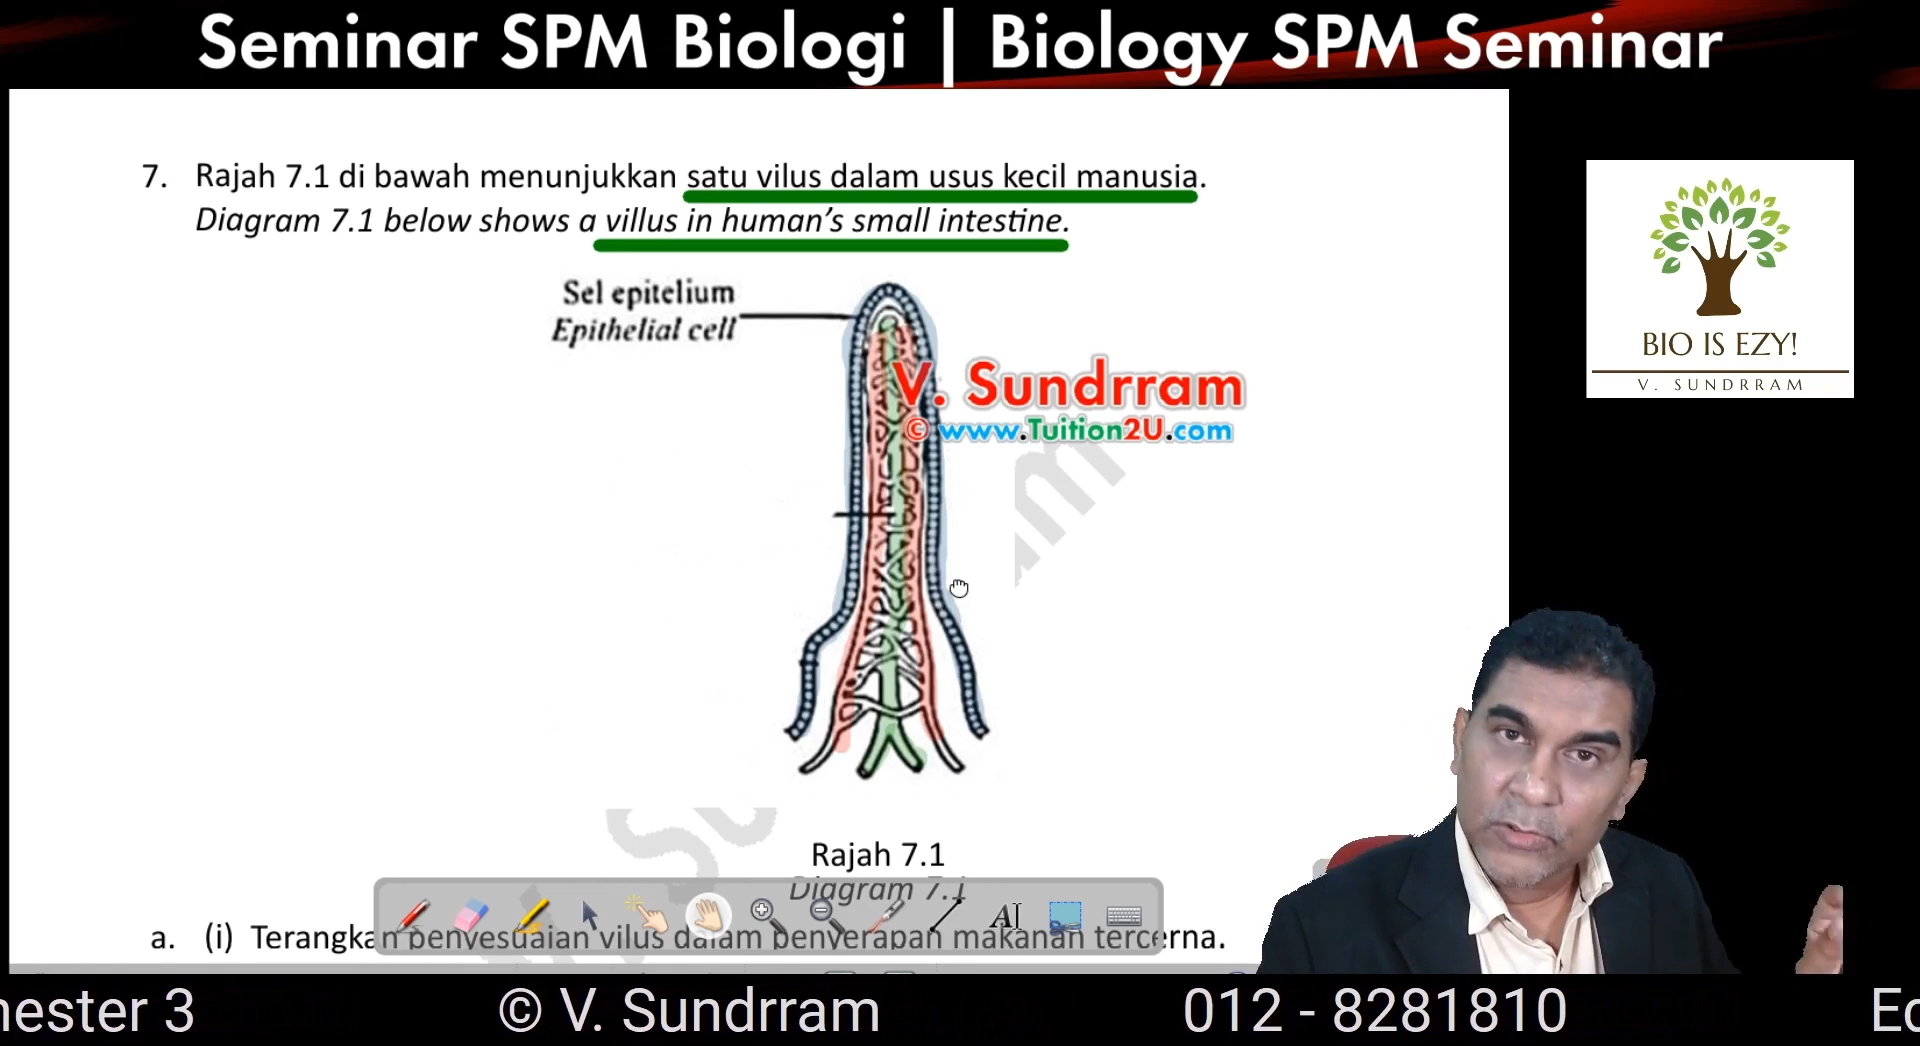 Seminar SPM Biologi | Biology SPM Seminar
7. Rajah 7.1 di bawah menunjukkan satu vilus dalam usus kecil manusia.
Diagram 7.1 below shows a villus in human's small intestine.
Sel epitelium
Epithelial cell
V. Sundrram
© www.Tuition2U.com
BIO IS EZY!
V. SUNDRRAM
Rajah 7.1
Diagram 7.1
a. (i) Terangkan penyesuaian vilus dalam penyerapan makanan tercerna.
© V. Sundrram
012 - 8281810